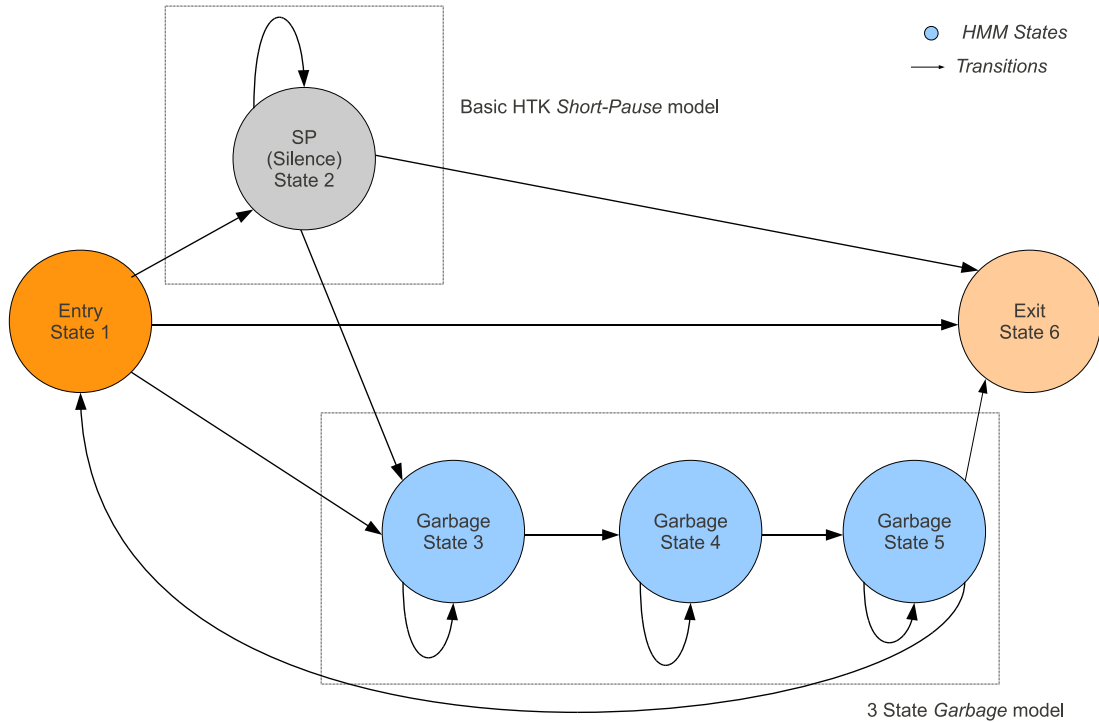 HMM States
Transitions
Basic HTK Short-Pause model
SP
(Silence)
State 2
Entry
State 1
Exit
State 6
Garbage
State 3
Garbage
State 4
Garbage
State 5
3 State Garbage model